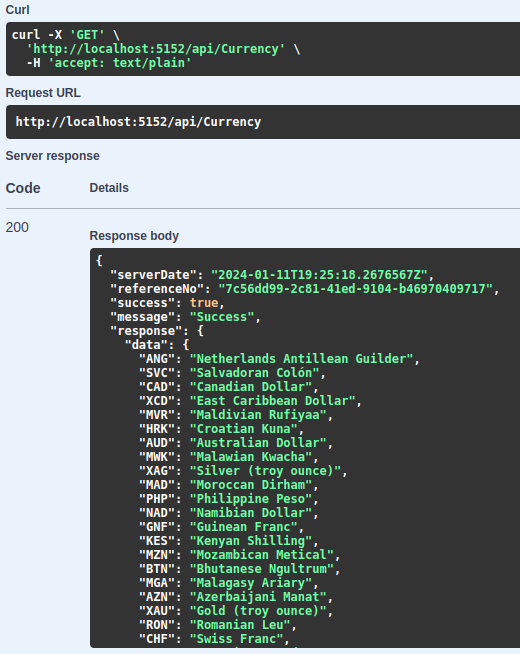 Curl
curl -X 'GET' \
  'http://localhost:5152/api/Currency' \
  -H 'accept: text/plain'
Request URL
http://localhost:5152/api/Currency
Server response
Code Details
200
Response body
{
  "serverDate": "2024-01-11T19:25:18.2676567Z",
  "referenceNo": "7c56dd99-2c81-41ed-9104-b46970409717",
  "success": true,
  "message": "Success",
  "response": {
    "data": {
      "ANG": "Netherlands Antillean Guilder",
      "SVC": "Salvadoran Colón",
      "CAD": "Canadian Dollar",
      "XCD": "East Caribbean Dollar",
      "MVR": "Maldivian Rufiyaa",
      "HRK": "Croatian Kuna",
      "AUD": "Australian Dollar",
      "MWK": "Malawian Kwacha",
      "XAG": "Silver (troy ounce)",
      "MAD": "Moroccan Dirham",
      "PHP": "Philippine Peso",
      "NAD": "Namibian Dollar",
      "GNF": "Guinean Franc",
      "KES": "Kenyan Shilling",
      "MZN": "Mozambican Metical",
      "BTN": "Bhutanese Ngultrum",
      "MGA": "Malagasy Ariary",
      "AZN": "Azerbaijani Manat",
      "XAU": "Gold (troy ounce)",
      "RON": "Romanian Leu",
      "CHF": "Swiss Franc",